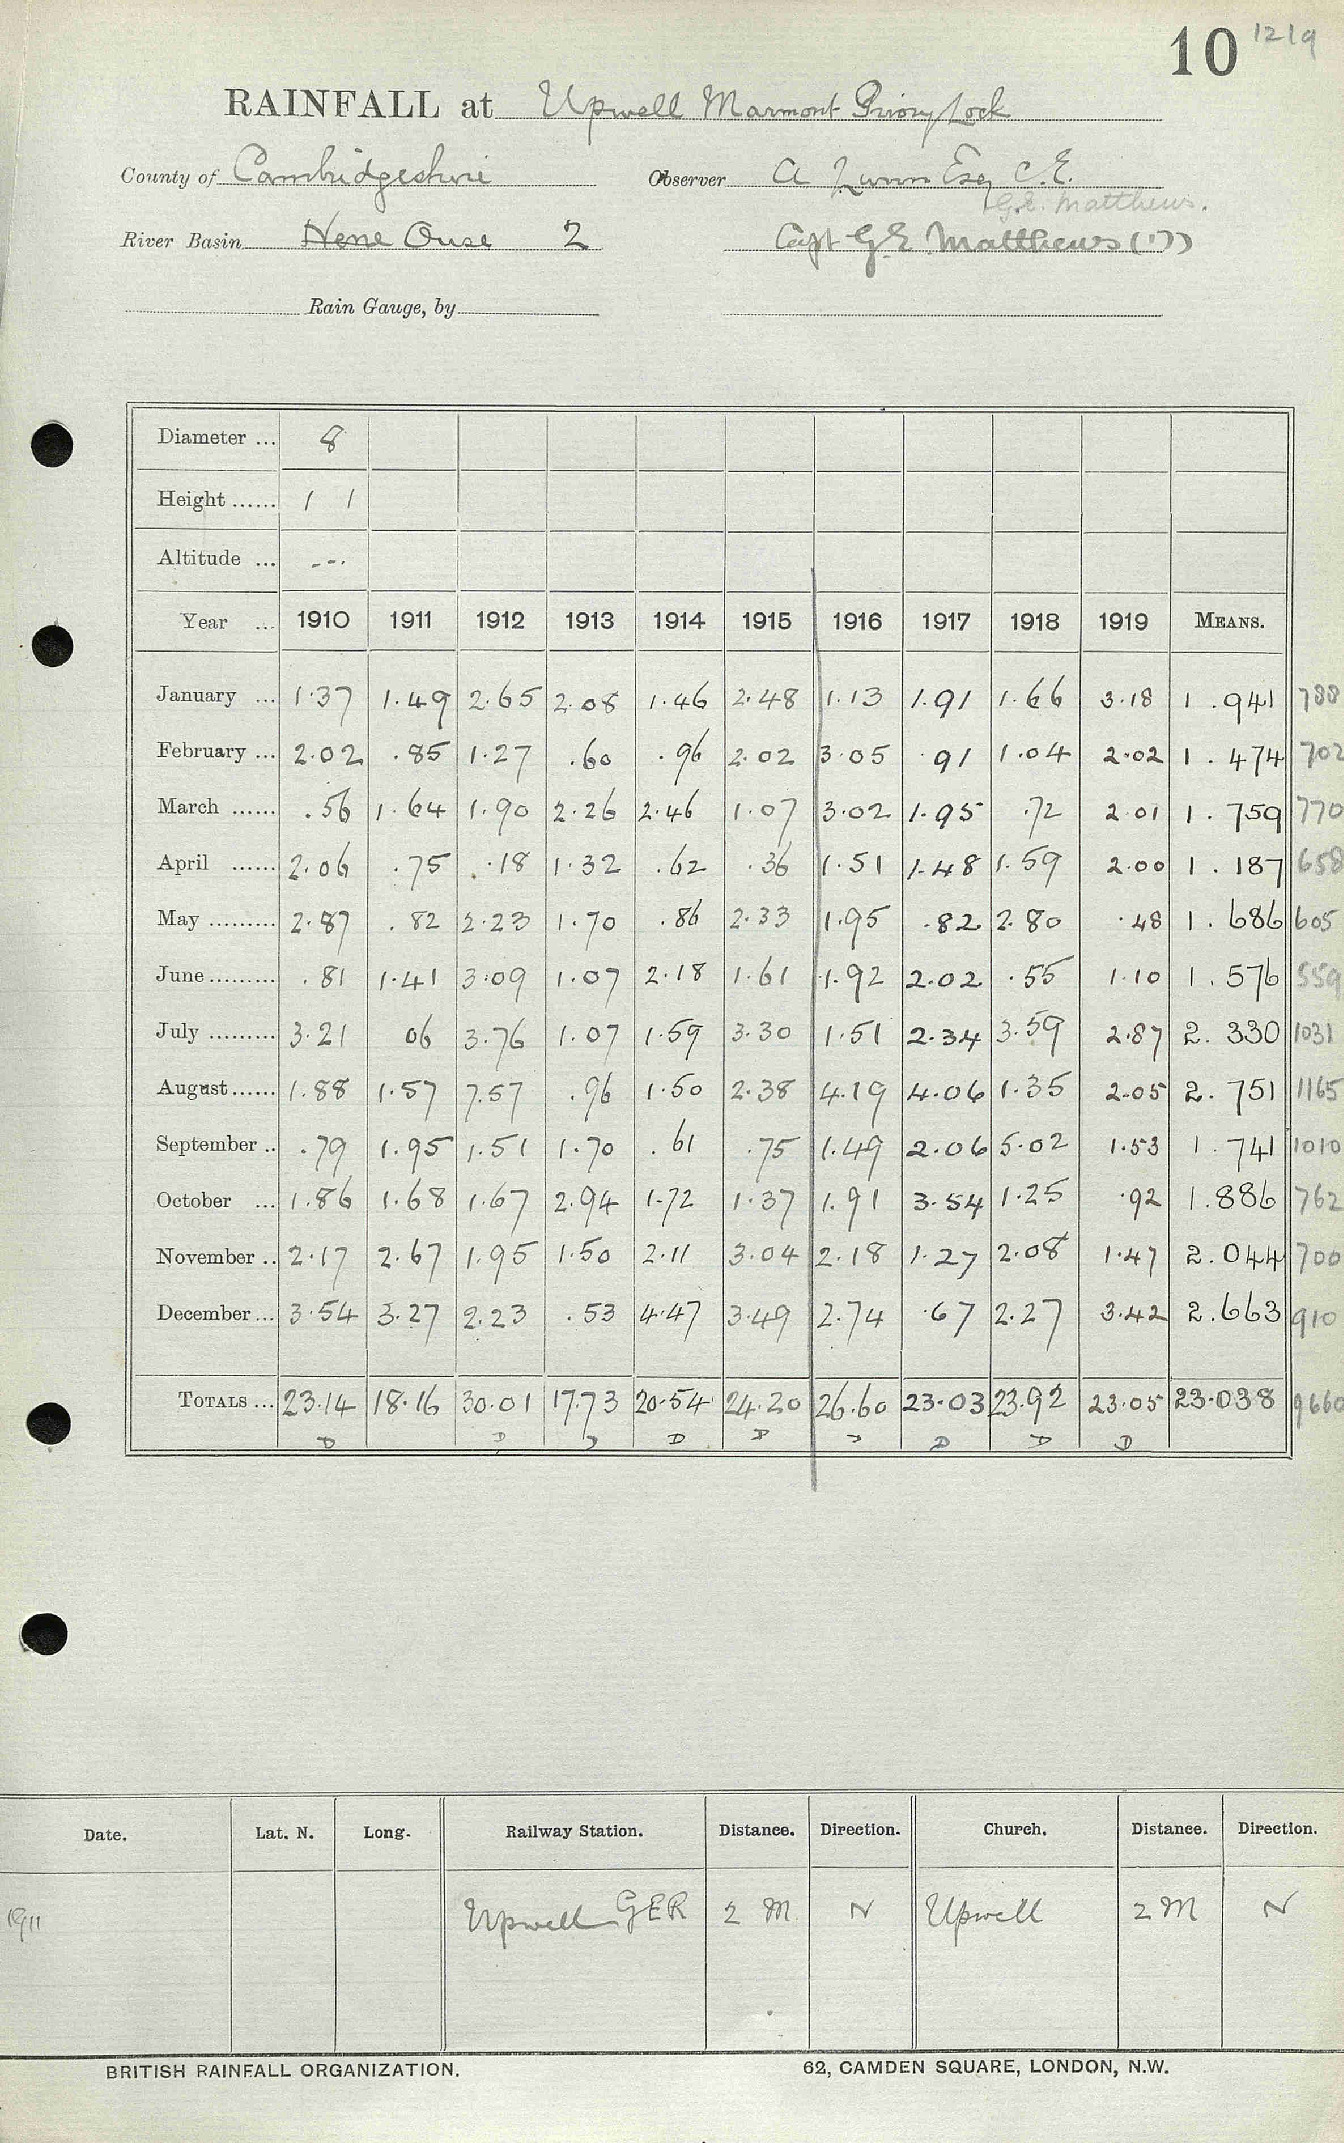 10 1219
RAINFALL at Upwell Marmont Priory Lock
County of Cambridgeshire Observer A Esq C.E.
G.E. Matthews.
River Basin Nene Ouse 2 Capt G.E. Matthews ('17)
Rain Gauge, by
Diameter ... 8
Height ...... 1 1
Altitude ... ---
Year ... 1910 1911 1912 1913 1914 1915 1916 1917 1918 1919 MEANS.
January ... 1.37 1.49 2.65 2.08 1.46 2.48 1.13 1.91 1.66 3.18 1.941 788
February ... 2.02 .85 1.27 .60 .96 2.02 3.05 .91 1.04 2.02 1.474 702
March ...... .56 1.64 1.90 2.26 2.46 1.07 3.02 1.95 .72 2.01 1.759 770
April ...... 2.06 .75 .18 1.32 .62 .36 1.51 1.48 1.59 2.00 1.187 658
May ......... 2.87 .82 2.23 1.70 .86 2.33 1.95 .82 2.80 .48 1.686 605
June ......... .81 1.41 3.09 1.07 2.18 1.61 1.92 2.02 .55 1.10 1.576 559
July ......... 3.21 06 3.76 1.07 1.59 3.30 1.51 2.34 3.59 2.87 2.330 1031
August ...... 1.88 1.57 7.57 .96 1.50 2.38 4.19 4.06 1.35 2.05 2.751 1165
September .. .79 1.95 1.51 1.70 .61 .75 1.49 2.06 5.02 1.53 1.741 1010
October ... 1.86 1.68 1.67 2.94 1.72 1.37 1.91 3.54 1.25 .92 1.886 762
November .. 2.17 2.67 1.95 1.50 2.11 3.04 2.18 1.27 2.08 1.47 2.044 700
December ... 3.54 3.27 2.23 .53 4.47 3.49 2.74 .67 2.27 3.42 2.663 910
TOTALS ... 23.14 18.16 30.01 17.73 20.54 24.20 26.60 23.03 23.92 23.05 23.038 9660
D D D D D D D D D
Date. Lat. N. Long. Railway Station. Distance. Direction. Church. Distance. Direction.
1911 Upwell GER 2 M N Upwell 2 M N
BRITISH RAINFALL ORGANIZATION. 62, CAMDEN SQUARE, LONDON, N.W.